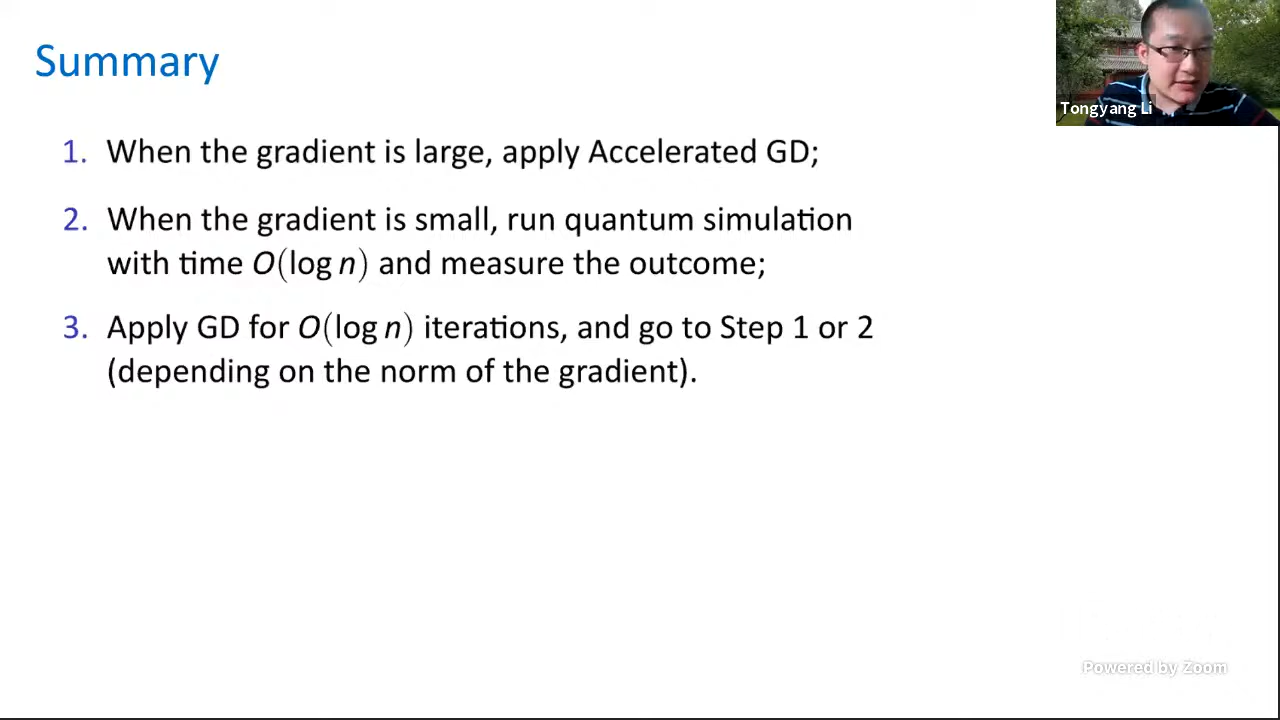 Summary
Tongyang Li
1. When the gradient is large, apply Accelerated GD;
2. When the gradient is small, run quantum simulation
with time O(log n) and measure the outcome;
3. Apply GD for O(log n) iterations, and go to Step 1 or 2
(depending on the norm of the gradient).
Powered by Zoom